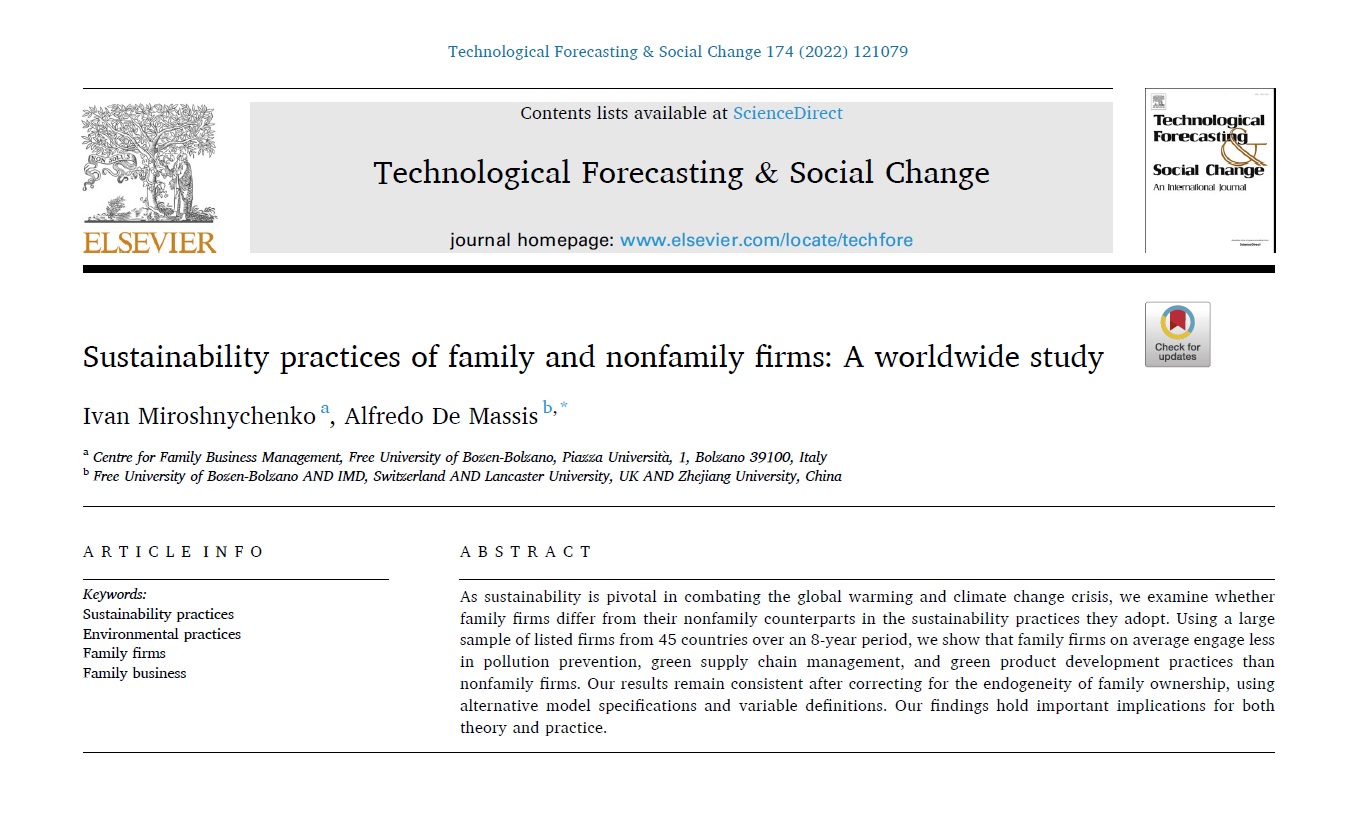 Technological Forecasting & Social Change 174 (2022) 121079
Contents lists available at ScienceDirect
Technological Forecasting & Social Change
journal homepage: www.elsevier.com/locate/techfore
ELSEVIER
Technological
Forecasting
&
Social Change
An International Journal
Check for
updates
Sustainability practices of family and nonfamily firms: A worldwide study
Ivan Miroshnychenko a, Alfredo De Massis b,*
a Centre for Family Business Management, Free University of Bozen-Bolzano, Piazza Università, 1, Bolzano 39100, Italy
b Free University of Bozen-Bolzano AND IMD, Switzerland AND Lancaster University, UK AND Zhejiang University, China
ARTICLE INFO
Keywords:
Sustainability practices
Environmental practices
Family firms
Family business
ABSTRACT
As sustainability is pivotal in combating the global warming and climate change crisis, we examine whether
family firms differ from their nonfamily counterparts in the sustainability practices they adopt. Using a large
sample of listed firms from 45 countries over an 8-year period, we show that family firms on average engage less
in pollution prevention, green supply chain management, and green product development practices than
nonfamily firms. Our results remain consistent after correcting for the endogeneity of family ownership, using
alternative model specifications and variable definitions. Our findings hold important implications for both
theory and practice.